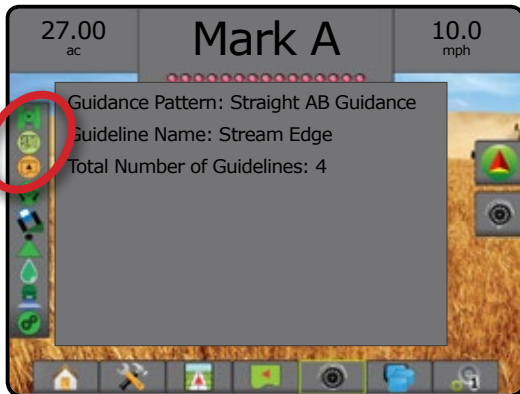 27.00
ac
Mark A
10.0
mph
Guidance Pattern: Straight AB Guidance
Guideline Name: Stream Edge
Total Number of Guidelines: 4
1